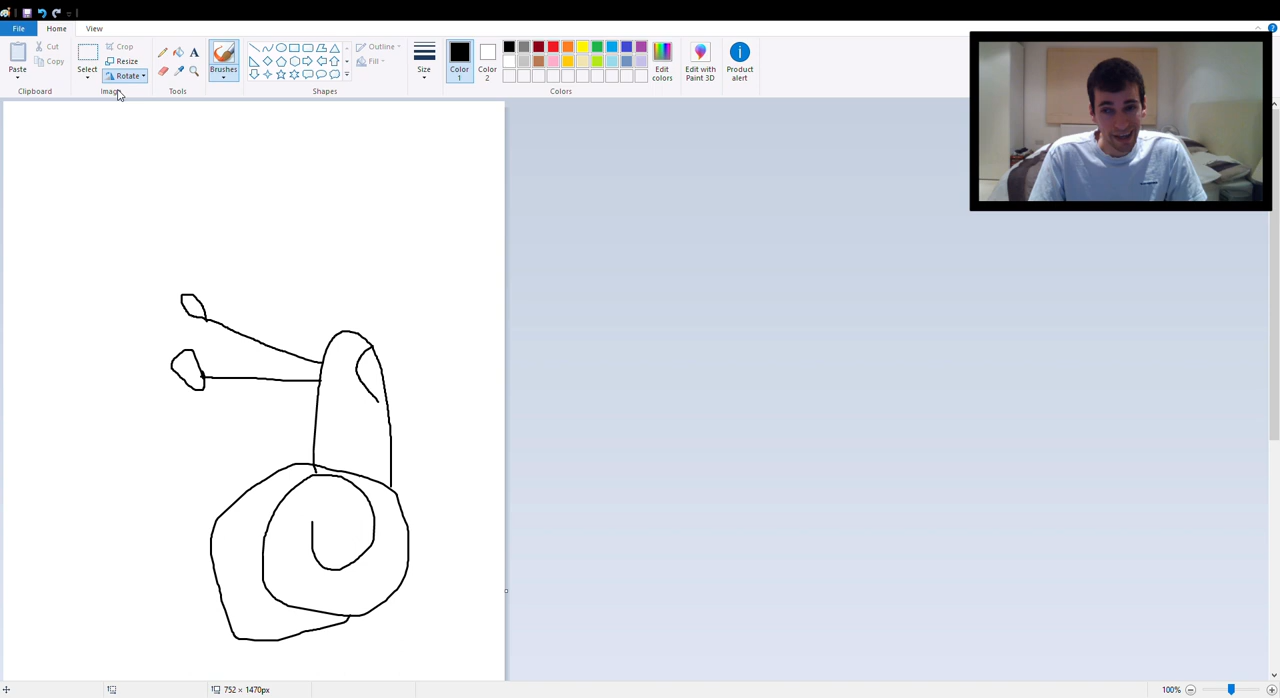 File Home View
Cut
Copy
Paste
Clipboard
Select
Crop
Resize
Rotate
Image
Tools
Brushes
Outline
Fill
Shapes
Size
Color 1
Color 2
Edit colors
Colors
Edit with Paint 3D
Product alert
752 × 1470px
100%